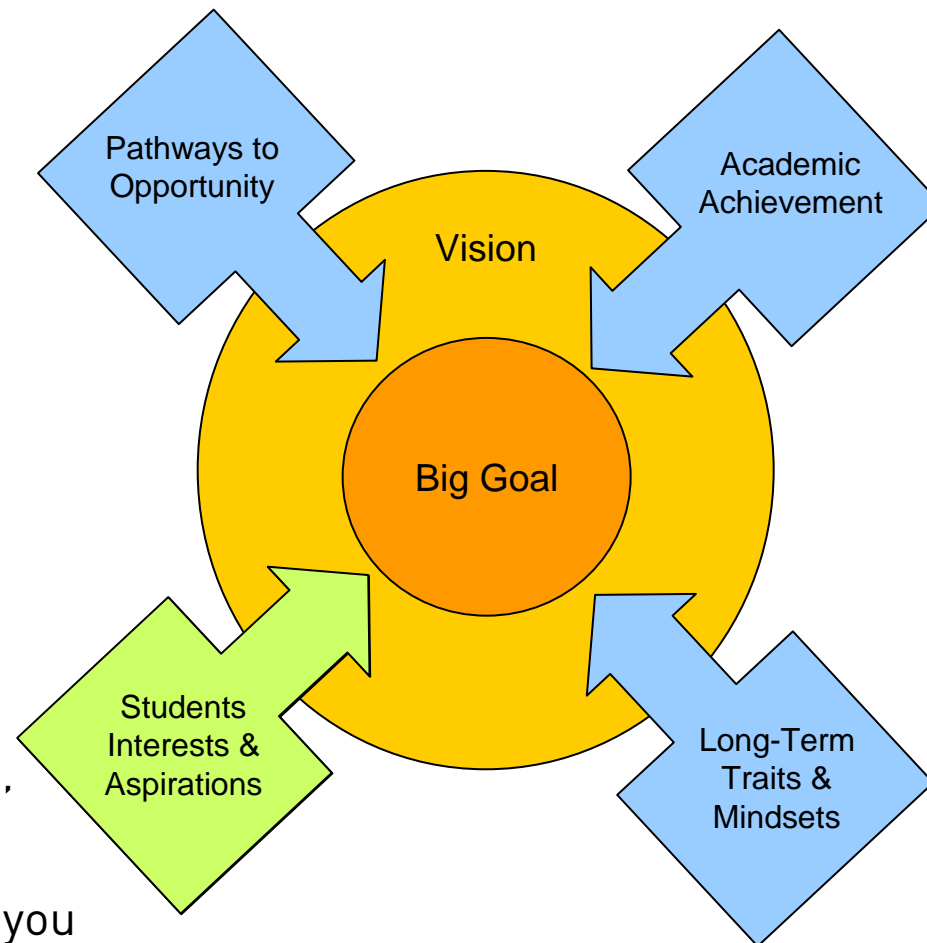 Pathways to
Opportunity
Academic
Achievement
Vision
Big Goal
Students
Interests &
Aspirations
Long-Term
Traits &
Mindsets
,
you